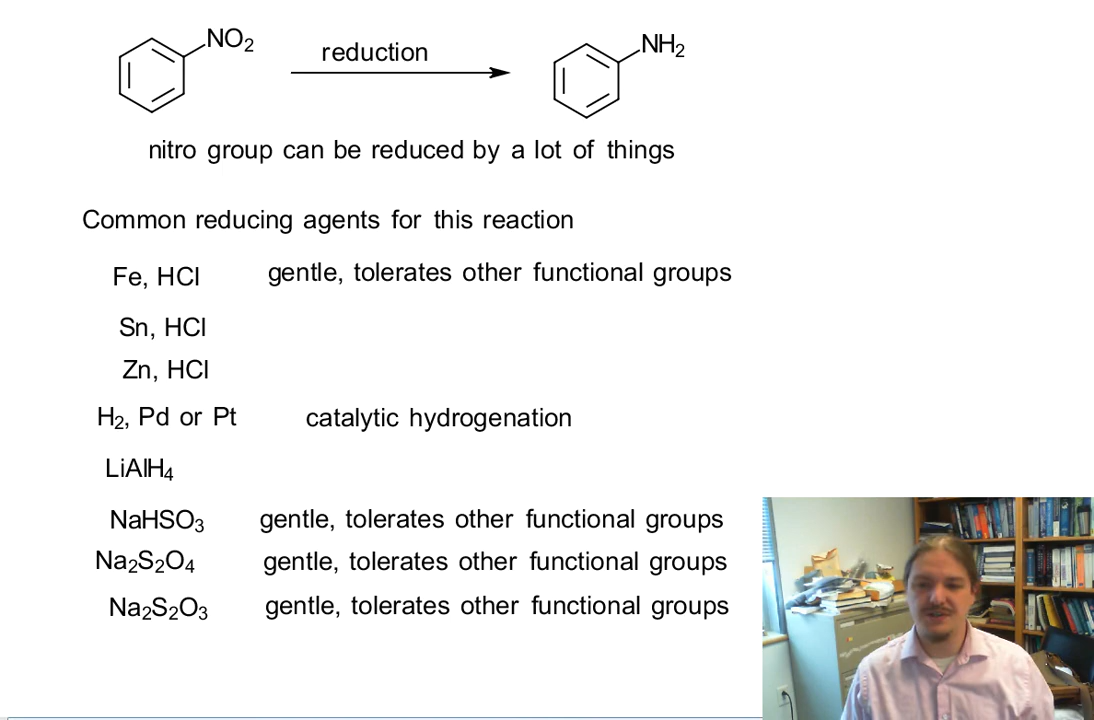 NO₂ reduction NH₂
nitro group can be reduced by a lot of things
Common reducing agents for this reaction
Fe, HCl gentle, tolerates other functional groups
Sn, HCl
Zn, HCl
H₂, Pd or Pt catalytic hydrogenation
LiAlH₄
NaHSO₃ gentle, tolerates other functional groups
Na₂S₂O₄ gentle, tolerates other functional groups
Na₂S₂O₃ gentle, tolerates other functional groups